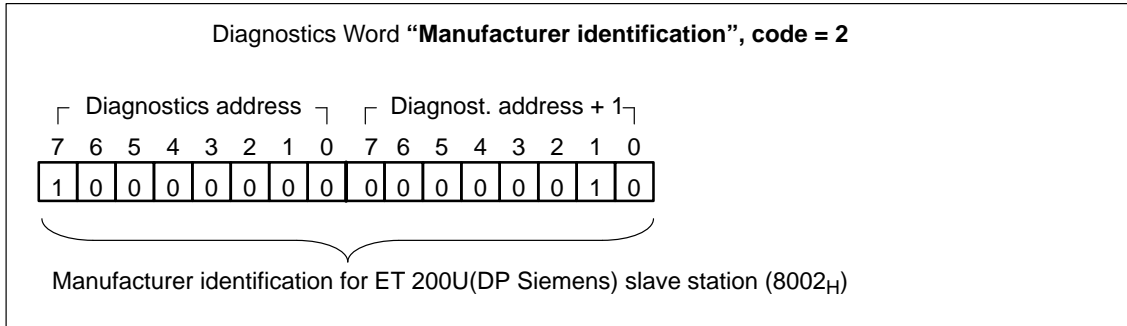 Diagnostics Word “Manufacturer identification”, code = 2
Diagnostics address Diagnost. address + 1
7 6 5 4 3 2 1 0 7 6 5 4 3 2 1 0
1 0 0 0 0 0 0 0 0 0 0 0 0 0 1 0
Manufacturer identification for ET 200U(DP Siemens) slave station (8002H)